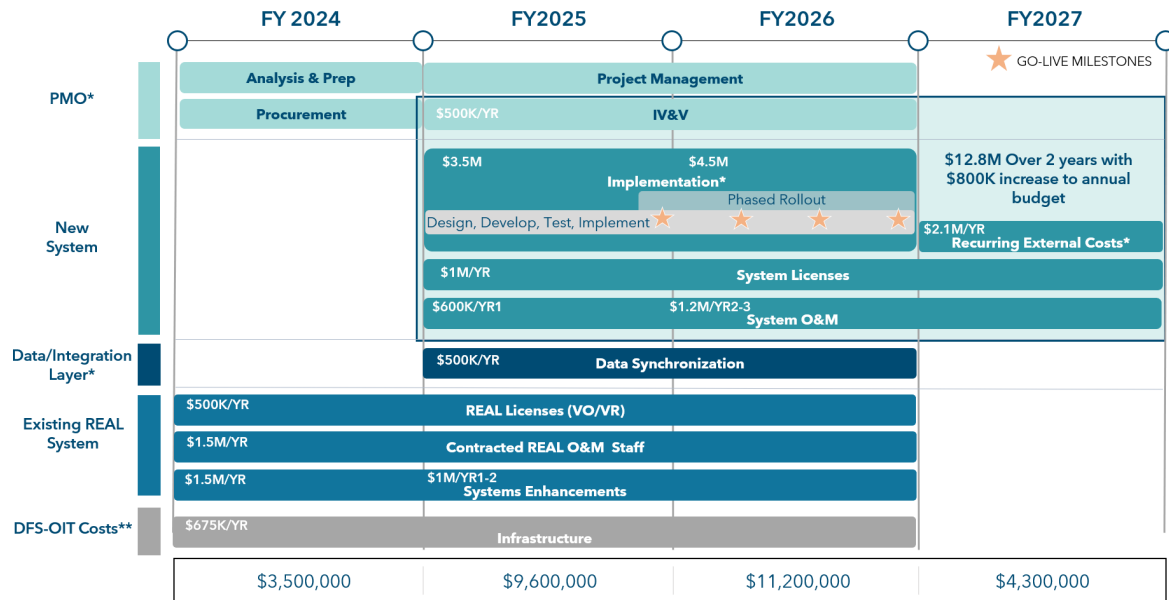 FY 2024
FY2025
FY2026
FY2027
GO-LIVE MILESTONES
PMO*
Analysis & Prep
Project Management
Procurement
$500K/YR
IV&V
New
System
$3.5M
$4.5M
Implementation*
Phased Rollout
Design, Develop, Test, Implement
$12.8M Over 2 years with
$800K increase to annual
budget
$2.1M/YR
Recurring External Costs*
$1M/YR
System Licenses
$600K/YR1
$1.2M/YR2-3
System O&M
Data/Integration
Layer*
$500K/YR
Data Synchronization
Existing REAL
System
$500K/YR
REAL Licenses (VO/VR)
$1.5M/YR
Contracted REAL O&M Staff
$1.5M/YR
$1M/YR1-2
Systems Enhancements
DFS-OIT Costs**
$675K/YR
Infrastructure
$3,500,000
$9,600,000
$11,200,000
$4,300,000